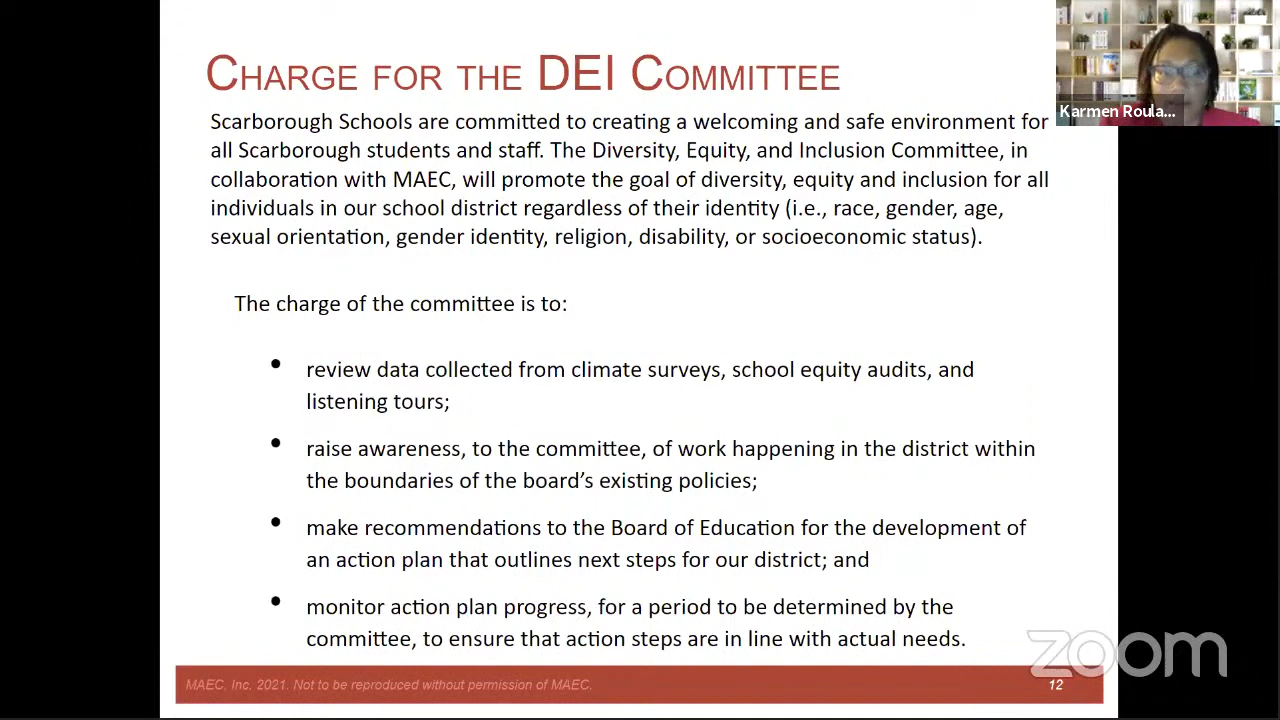 CHARGE FOR THE DEI COMMITTEE
Scarborough Schools is committed to creating a welcoming and safe environment for
all Scarborough students and staff. The Diversity, Equity, and Inclusion Committee, in
collaboration with MAEC, will promote the goal of diversity, equity and inclusion for all
individuals in our school district regardless of their identity (i.e., race, gender, age,
sexual orientation, gender identity, religion, disability, or socioeconomic status).
The charge of the committee is to:
• review data collected from climate surveys, school equity audits, and
listening tours;
• raise awareness, to the committee, of work happening in the district within
the boundaries of the board's existing policies;
• make recommendations to the Board of Education for the development of
an action plan that outlines next steps for our district; and
• monitor action plan progress, for a period to be determined by the
committee, to ensure that action steps are in line with actual needs.
MAEC, Inc. 2021. Not to be reproduced without permission of MAEC.
12
Karmen Roula...
zoom